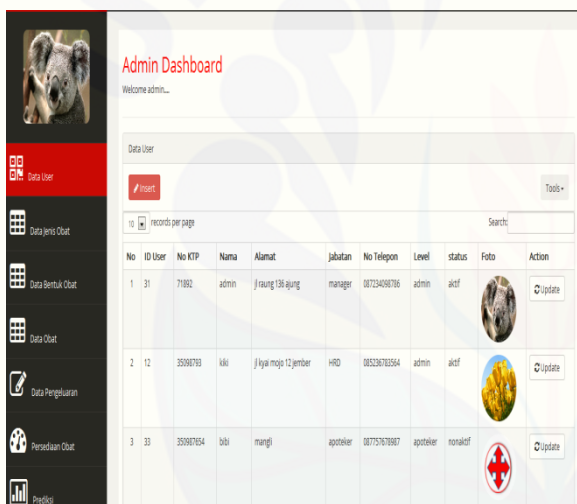 Admin Dashboard
Welcome admin....
Data User
Data User
Insert
Tools
10 records per page
Search:
No ID User No KTP Nama Alamat Jabatan No Telepon Level status Foto Action
1 31 71892 admin jl raung 136 ajung manager 087234098786 admin aktif Update
2 12 35098793 kiki jl kyai mojo 12 jember HRD 085236783564 admin aktif Update
3 33 350987654 bibi mangli apoteker 087757678987 apoteker nonaktif Update
Data Jenis Obat
Data Bentuk Obat
Data Obat
Data Pengeluaran
Persediaan Obat
Prediksi